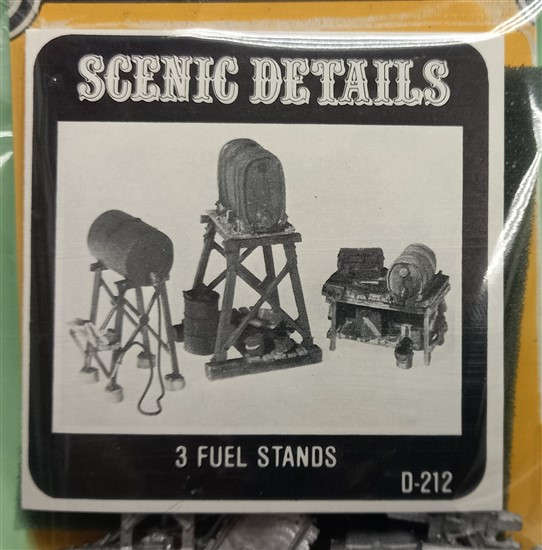 SCENIC DETAILS
3 FUEL STANDS
D-212